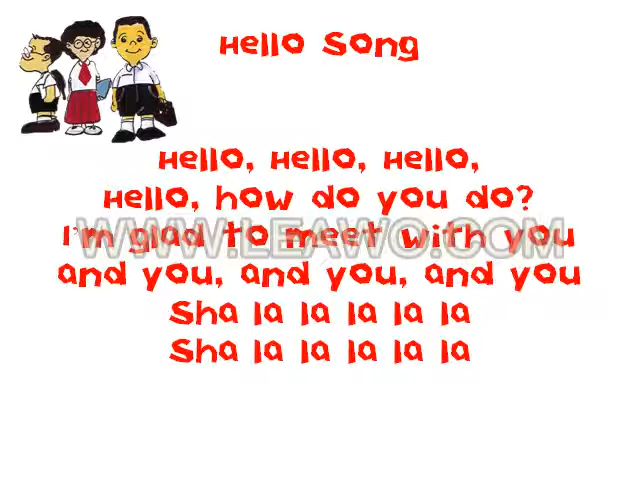 Hello Song
Hello, Hello, Hello,
Hello, how do you do?
I'm glad to meet with you
WWW.LEAWO.COM
and you, and you, and you
Sha la la la la la
Sha la la la la la